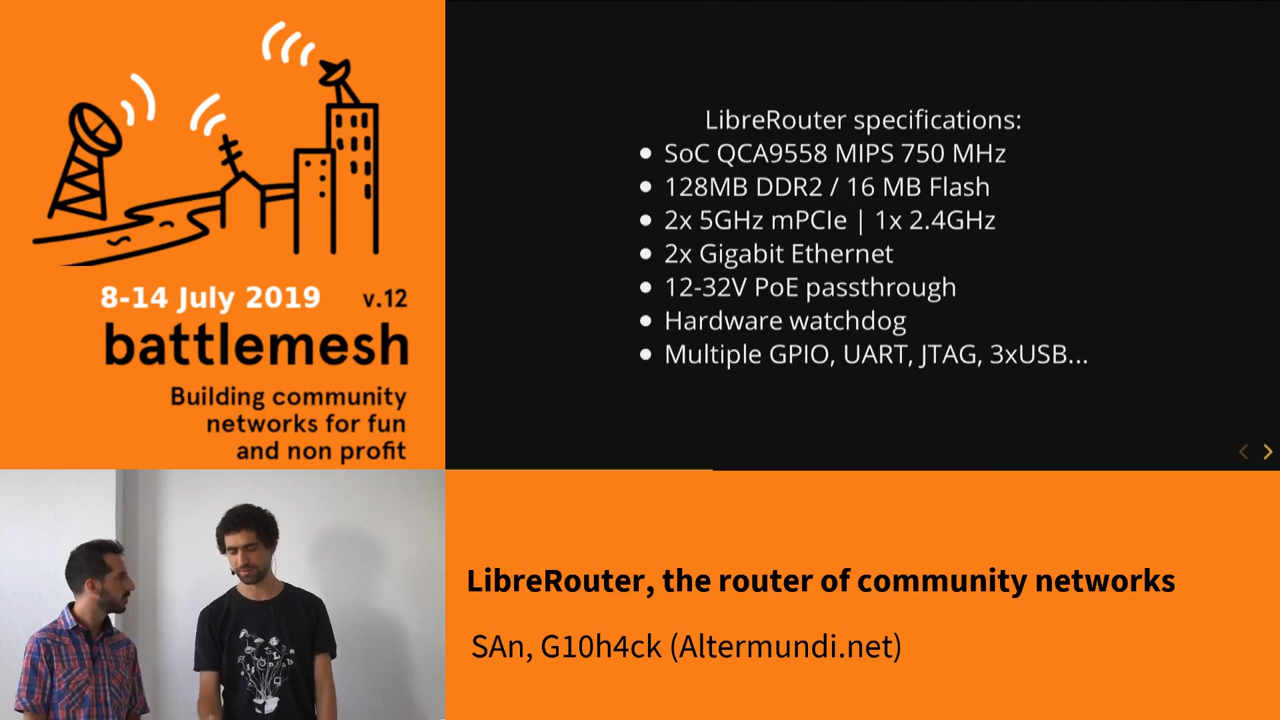 8-14 July 2019 v.12
battlemesh
Building community
networks for fun
and non profit
LibreRouter specifications:
• SoC QCA9558 MIPS 750 MHz
• 128MB DDR2 / 16 MB Flash
• 2x 5GHz mPCIe | 1x 2.4GHz
• 2x Gigabit Ethernet
• 12-32V PoE passthrough
• Hardware watchdog
• Multiple GPIO, UART, JTAG, 3xUSB...
LibreRouter, the router of community networks
SAn, G10h4ck (Altermundi.net)